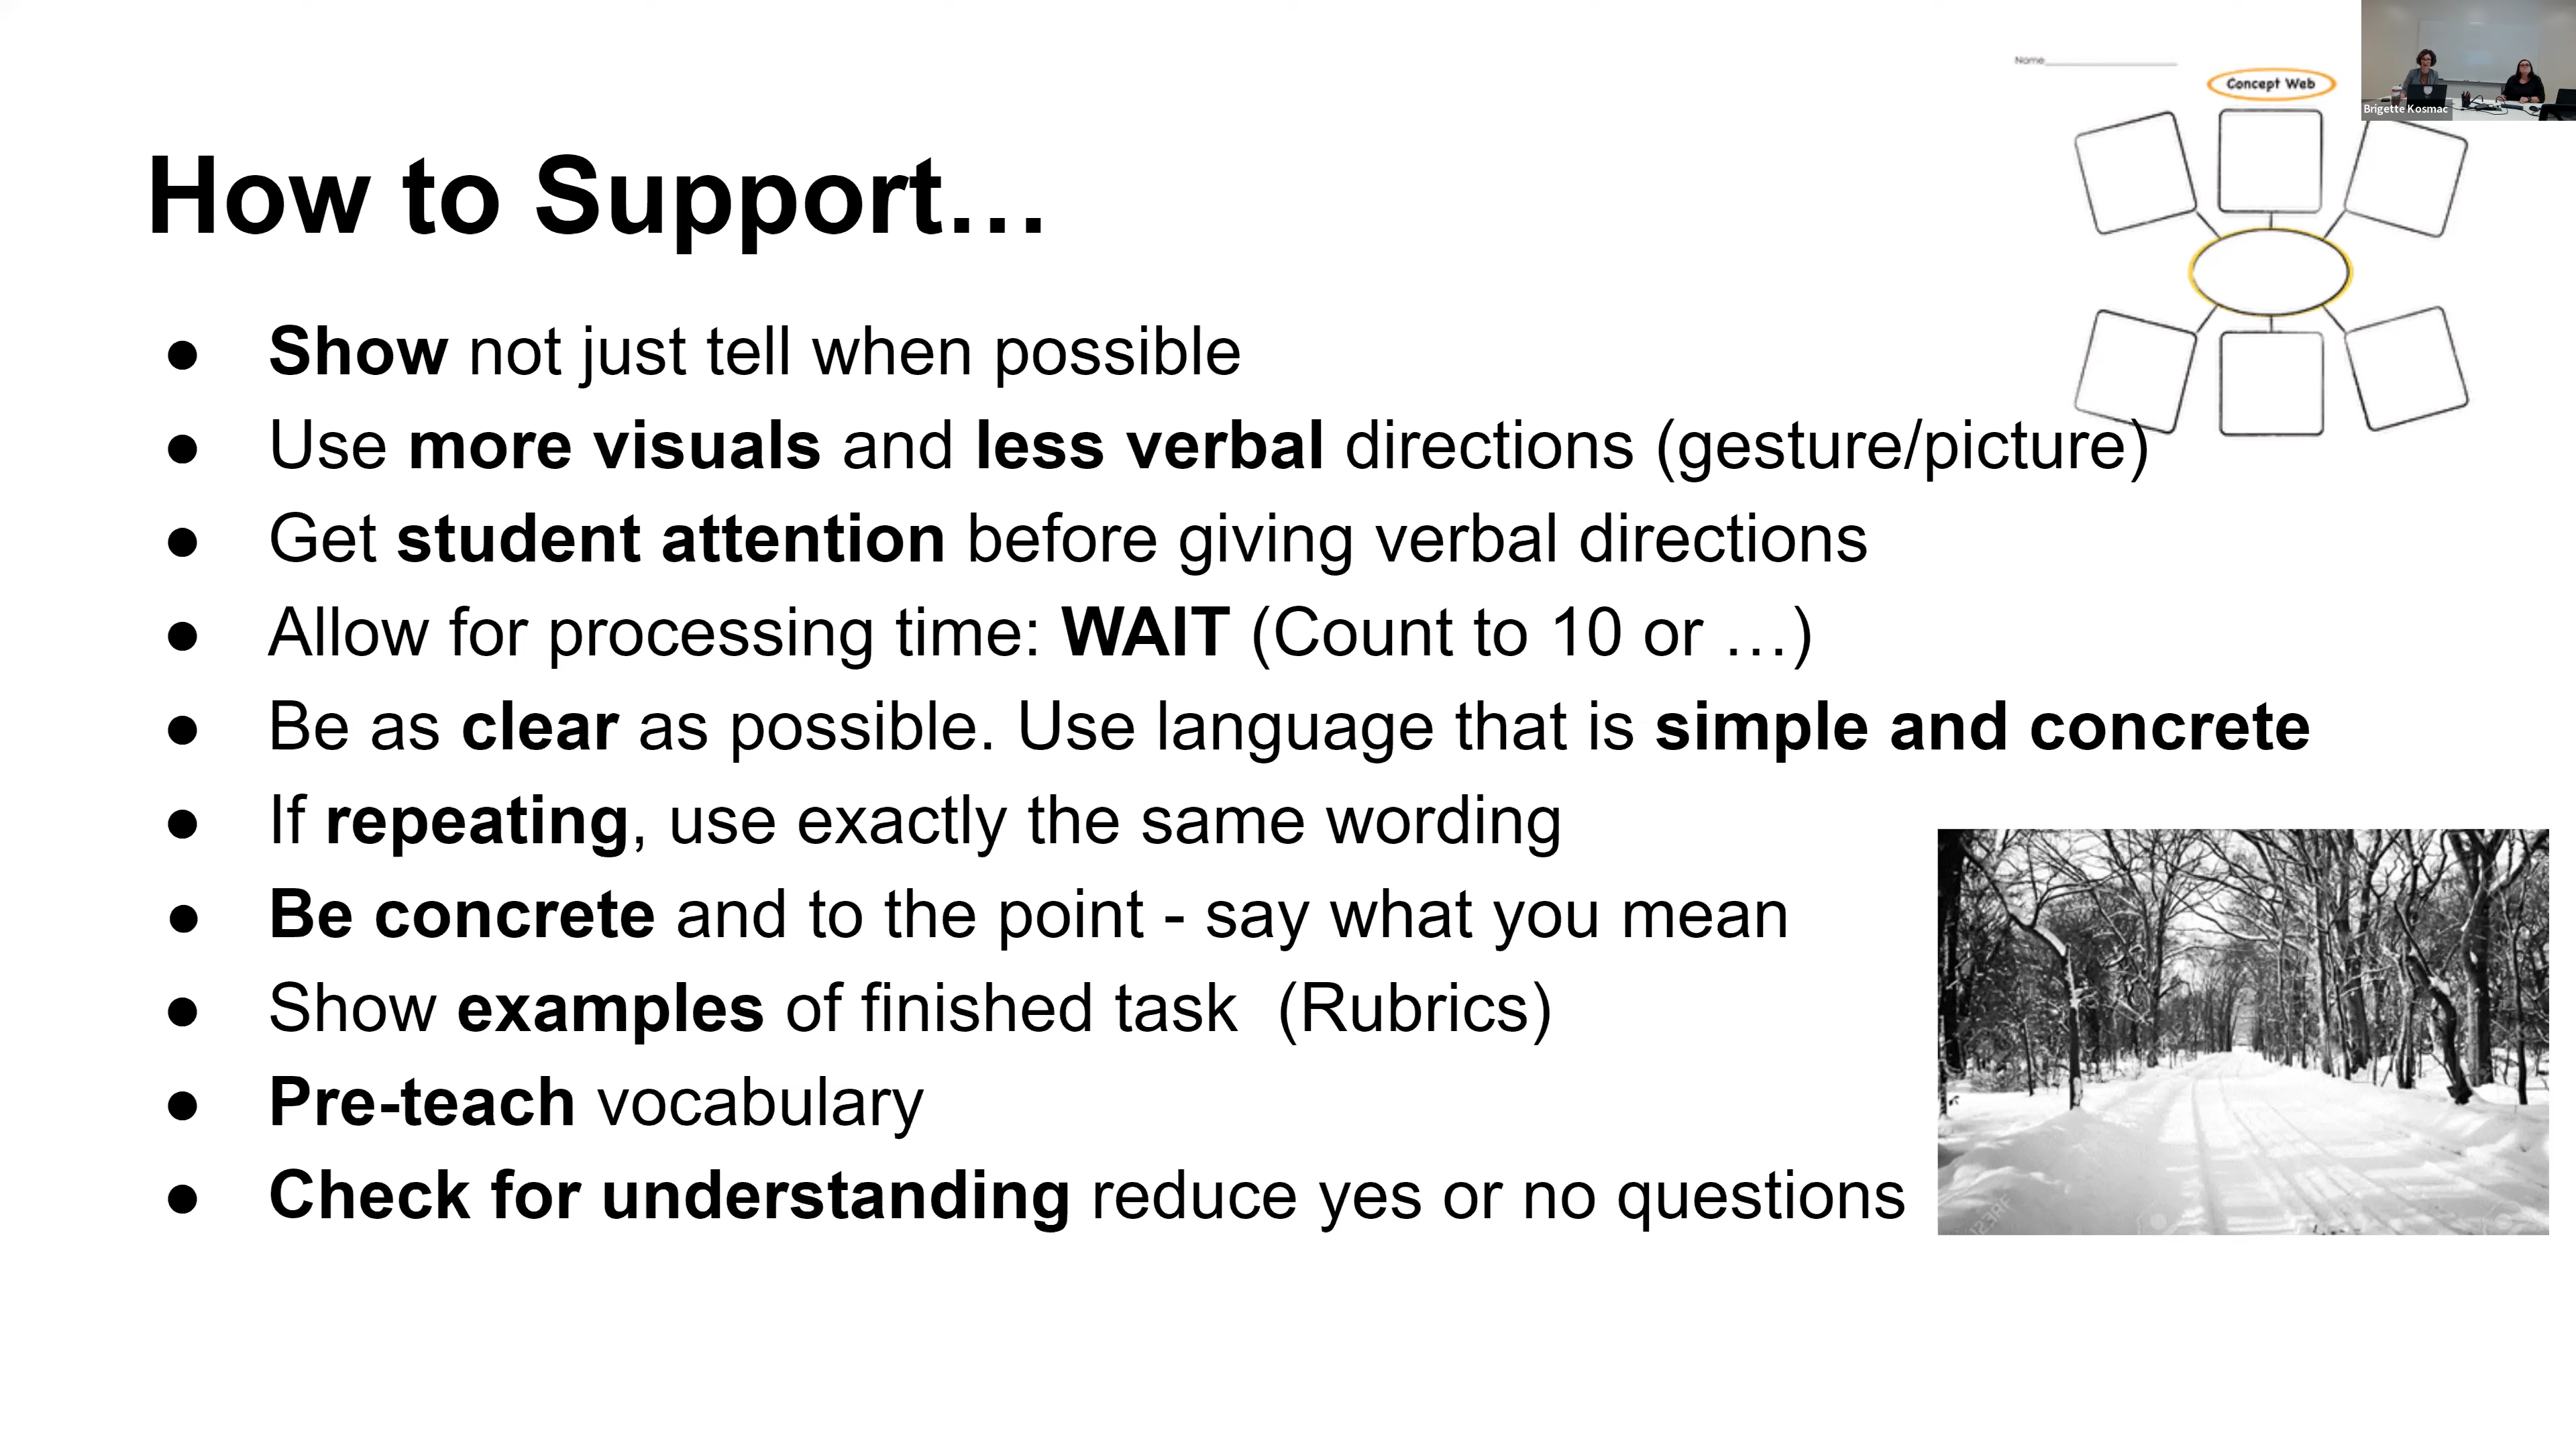 Name
Concept Web
Brigette Kosmac
How to Support…
● Show not just tell when possible
● Use more visuals and less verbal directions (gesture/picture)
● Get student attention before giving verbal directions
● Allow for processing time: WAIT (Count to 10 or …)
● Be as clear as possible. Use language that is simple and concrete
● If repeating, use exactly the same wording
● Be concrete and to the point - say what you mean
● Show examples of finished task  (Rubrics)
● Pre-teach vocabulary
● Check for understanding reduce yes or no questions
123RF